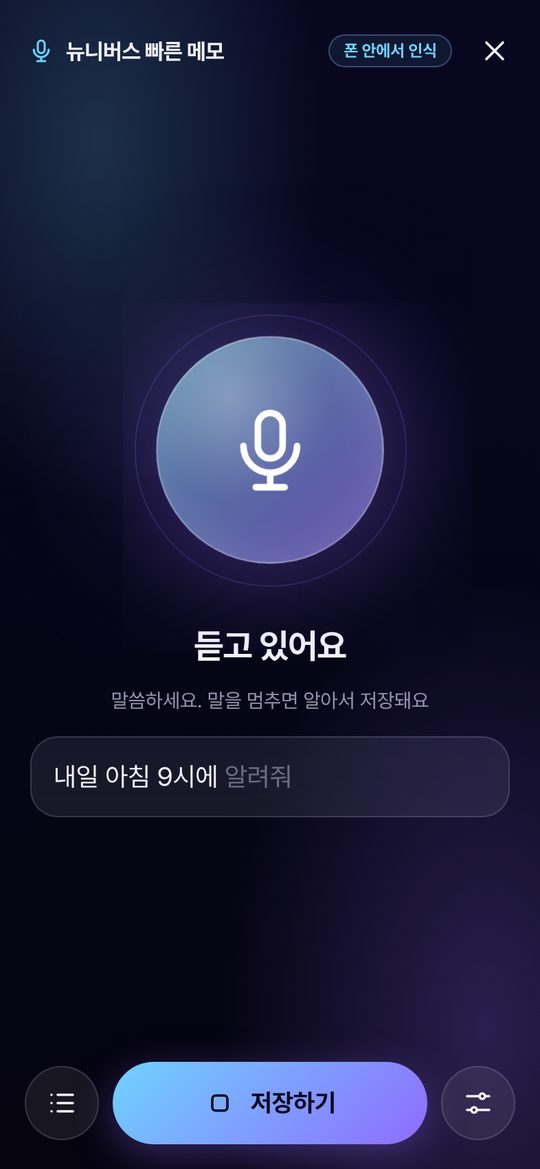 뉴니버스 빠른 메모
폰 안에서 인식
듣고 있어요
말씀하세요. 말을 멈추면 알아서 저장돼요
내일 아침 9시에 알려줘
저장하기